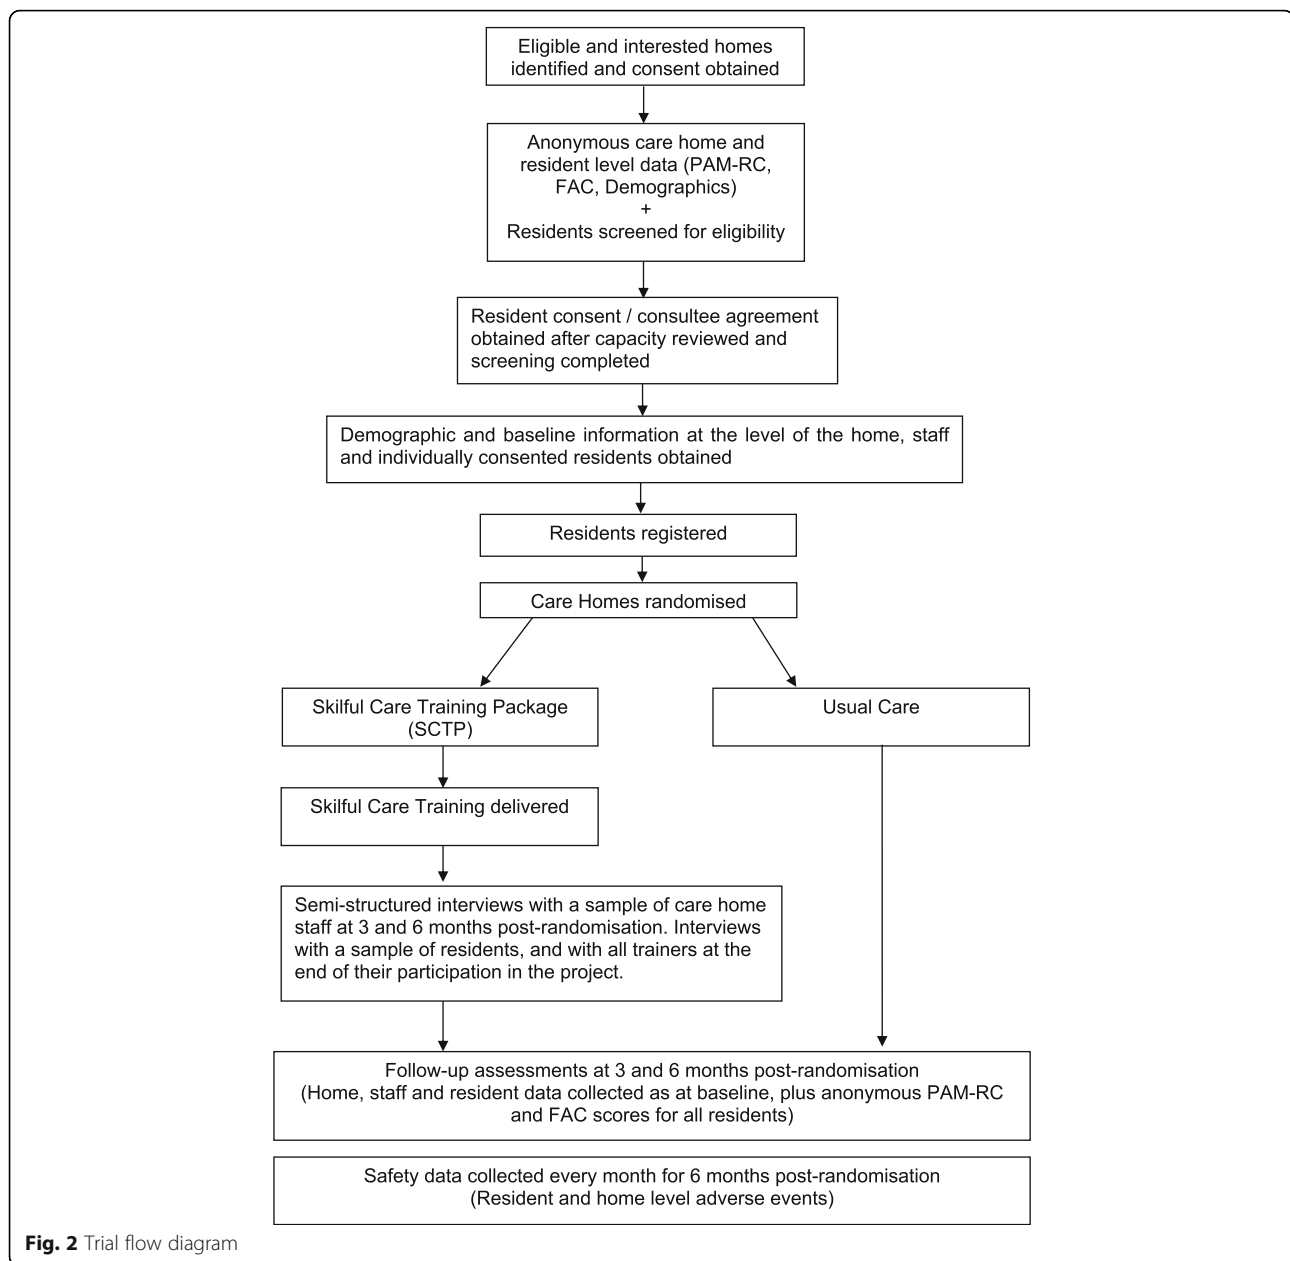 Eligible and interested homes
identified and consent obtained
Anonymous care home and
resident level data (PAM-RC,
FAC, Demographics)
+
Residents screened for eligibility
Resident consent / consultee agreement
obtained after capacity reviewed and
screening completed
Demographic and baseline information at the level of the home, staff
and individually consented residents obtained
Residents registered
Care Homes randomised
Skilful Care Training Package
(SCTP)
Usual Care
Skilful Care Training delivered
Semi-structured interviews with a sample of care home
staff at 3 and 6 months post-randomisation. Interviews
with a sample of residents, and with all trainers at the
end of their participation in the project.
Follow-up assessments at 3 and 6 months post-randomisation
(Home, staff and resident data collected as at baseline, plus anonymous PAM-RC
and FAC scores for all residents)
Safety data collected every month for 6 months post-randomisation
(Resident and home level adverse events)
Fig. 2 Trial flow diagram